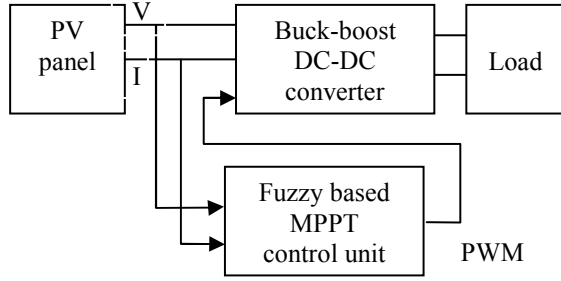 PV
panel
V
I
Buck-boost
DC-DC
converter
Load
Fuzzy based
MPPT
control unit
PWM